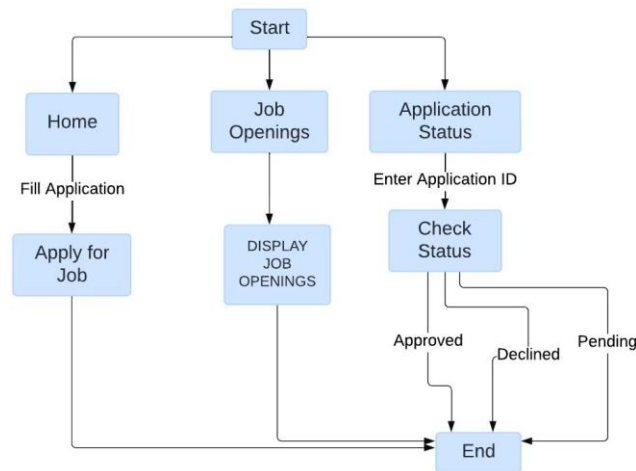 Start
Home
Job
Openings
Application
Status
Fill Application
Enter Application ID
Apply for
Job
DISPLAY
JOB
OPENINGS
Check
Status
Approved
Declined
Pending
End